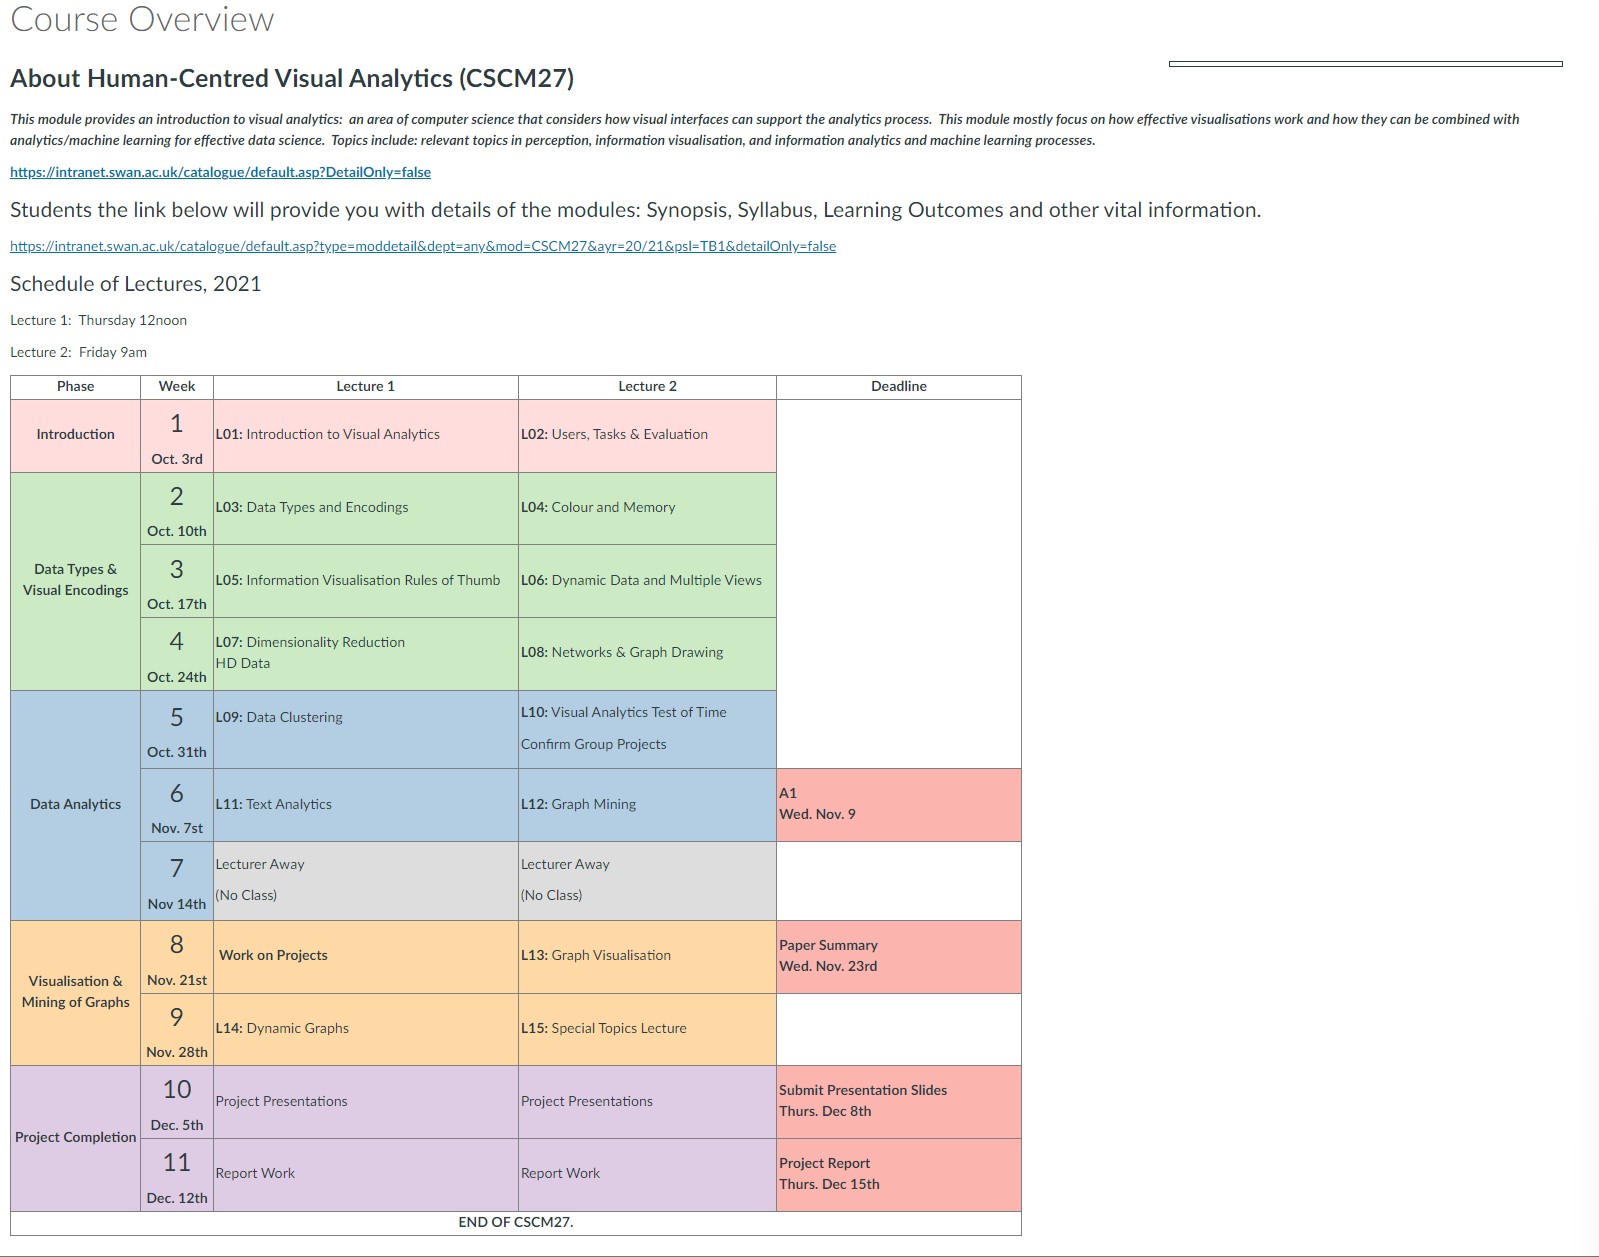 Course Overview
About Human-Centred Visual Analytics (CSCM27)
This module provides an introduction to visual analytics:  an area of computer science that considers how visual interfaces can support the analytics process.  This module mostly focus on how effective visualisations work and how they can be combined with
analytics/machine learning for effective data science.  Topics include: relevant topics in perception, information visualisation, and information analytics and machine learning processes.
https://intranet.swan.ac.uk/catalogue/default.asp?DetailOnly=false
Students the link below will provide you with details of the modules: Synopsis, Syllabus, Learning Outcomes and other vital information.
https://intranet.swan.ac.uk/catalogue/default.asp?type=moddetail&dept=any&mod=CSCM27&ayr=20/21&psl=TB1&detailOnly=false
Schedule of Lectures, 2021
Lecture 1:  Thursday 12noon
Lecture 2:  Friday 9am
Phase
Week
Lecture 1
Lecture 2
Deadline
Introduction
1
Oct. 3rd
L01: Introduction to Visual Analytics
L02: Users, Tasks & Evaluation
Data Types &
Visual Encodings
2
Oct. 10th
L03: Data Types and Encodings
L04: Colour and Memory
3
Oct. 17th
L05: Information Visualisation Rules of Thumb
L06: Dynamic Data and Multiple Views
4
Oct. 24th
L07: Dimensionality Reduction
HD Data
L08: Networks & Graph Drawing
Data Analytics
5
Oct. 31th
L09: Data Clustering
L10: Visual Analytics Test of Time
Confirm Group Projects
6
Nov. 7st
L11: Text Analytics
L12: Graph Mining
A1
Wed. Nov. 9
7
Nov 14th
Lecturer Away
(No Class)
Lecturer Away
(No Class)
Visualisation &
Mining of Graphs
8
Nov. 21st
Work on Projects
L13: Graph Visualisation
Paper Summary
Wed. Nov. 23rd
9
Nov. 28th
L14: Dynamic Graphs
L15: Special Topics Lecture
Project Completion
10
Dec. 5th
Project Presentations
Project Presentations
Submit Presentation Slides
Thurs. Dec 8th
11
Dec. 12th
Report Work
Report Work
Project Report
Thurs. Dec 15th
END OF CSCM27.